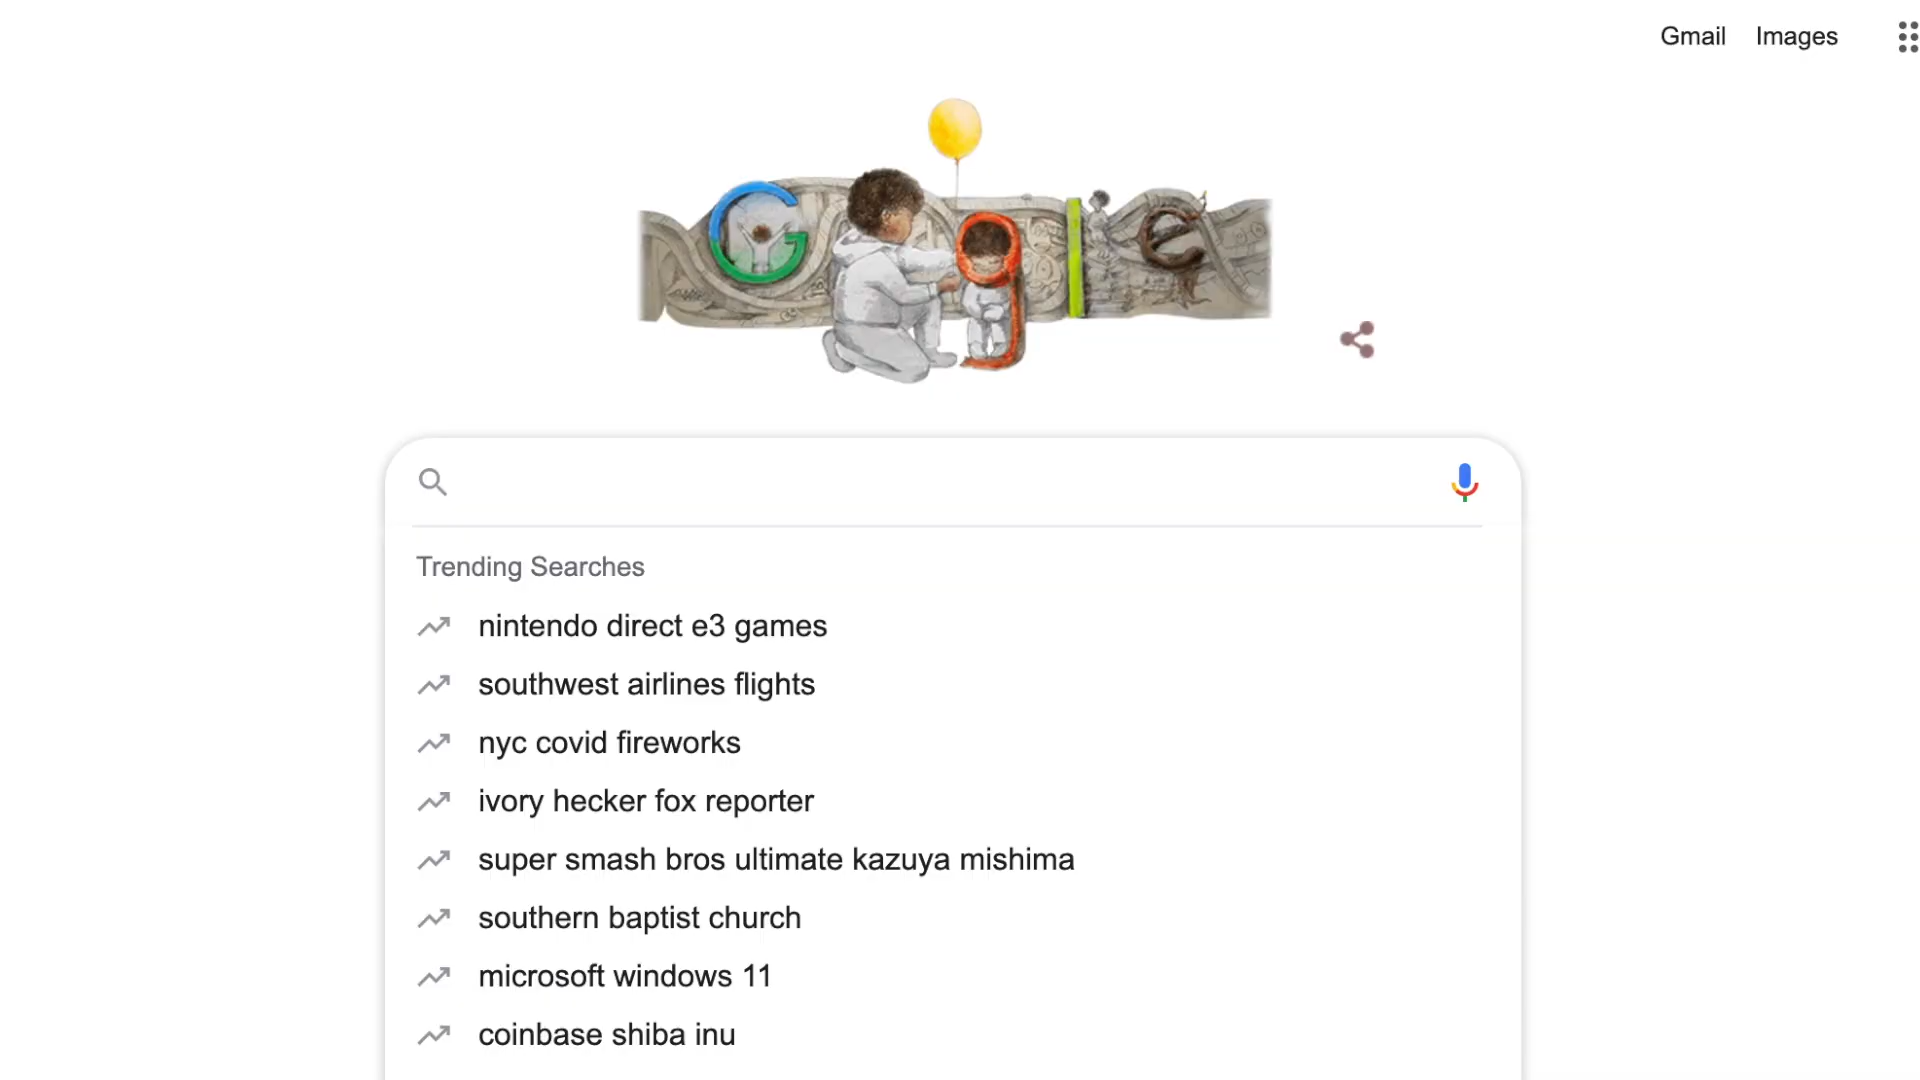 Gmail Images
Google
Trending Searches
nintendo direct e3 games
southwest airlines flights
nyc covid fireworks
ivory hecker fox reporter
super smash bros ultimate kazuya mishima
southern baptist church
microsoft windows 11
coinbase shiba inu